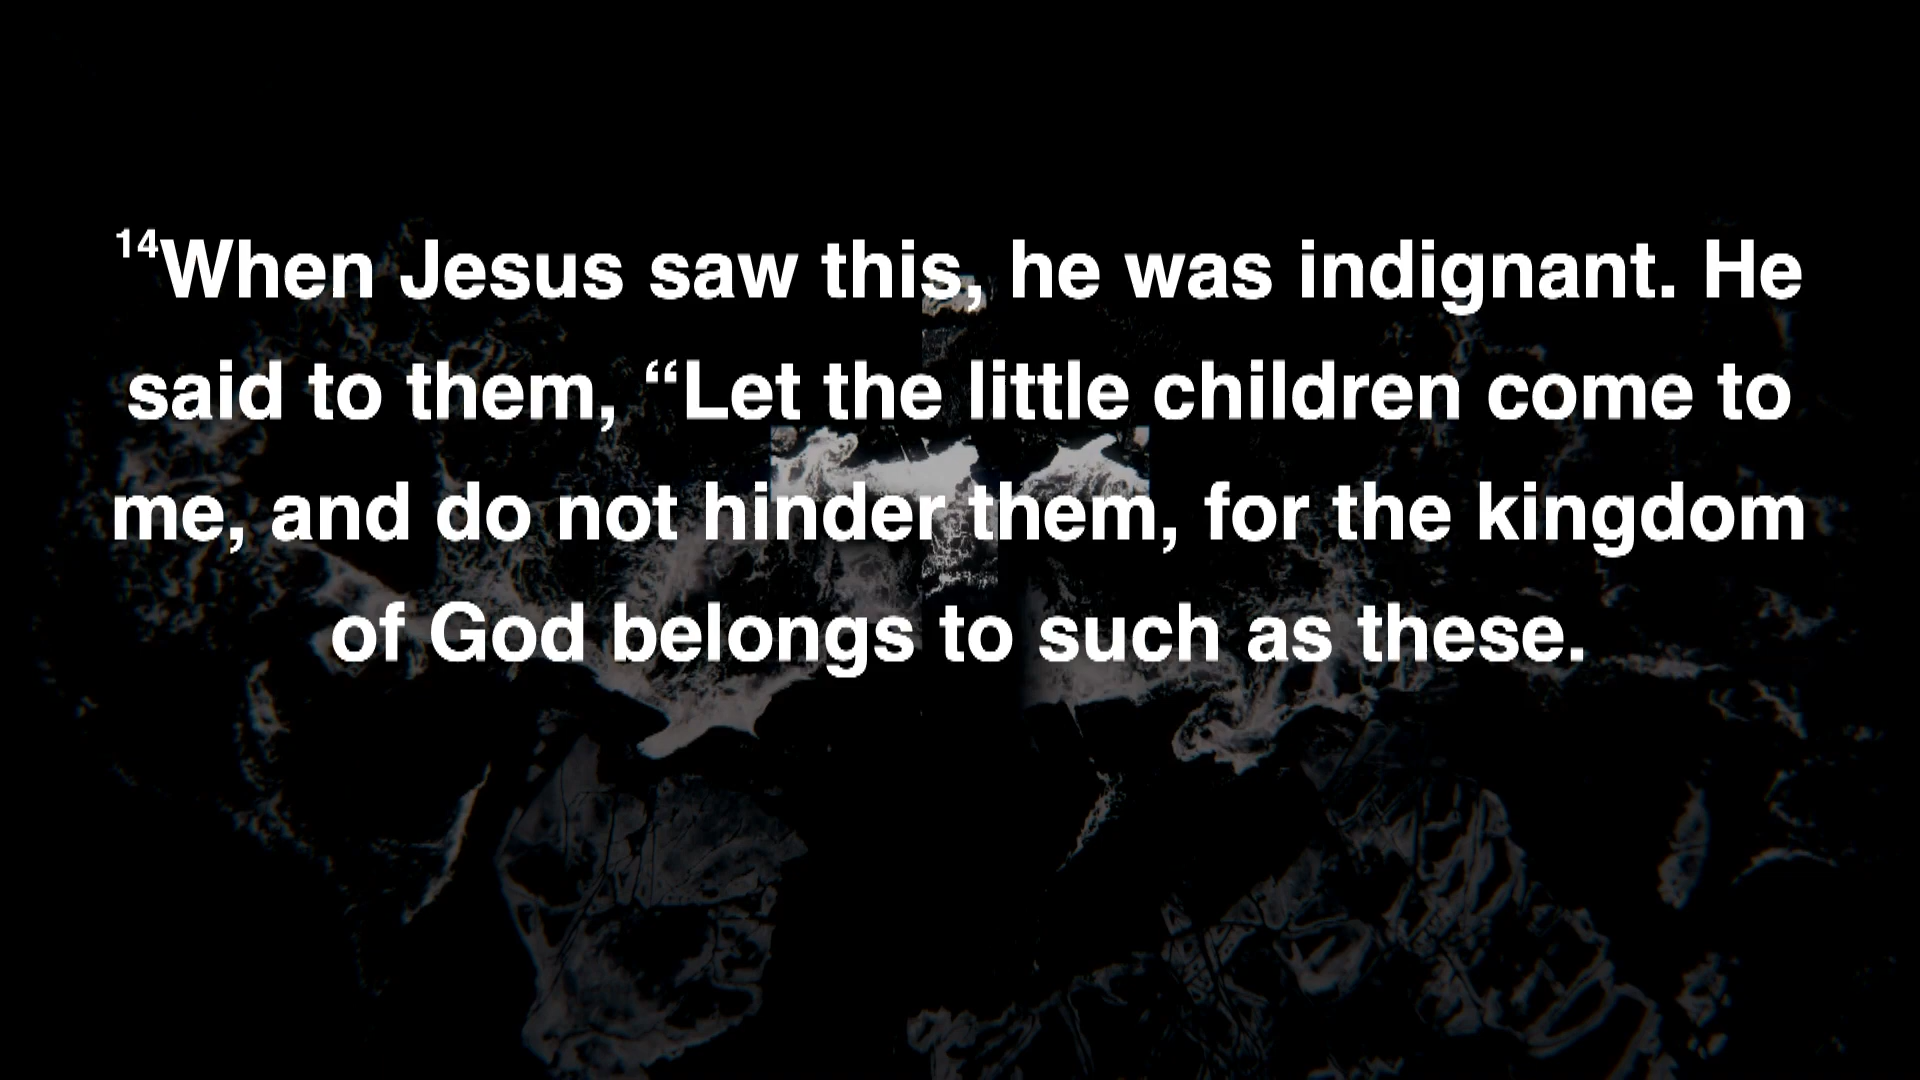 14When Jesus saw this, he was indignant. He
said to them, “Let the little children come to
me, and do not hinder them, for the kingdom
of God belongs to such as these.